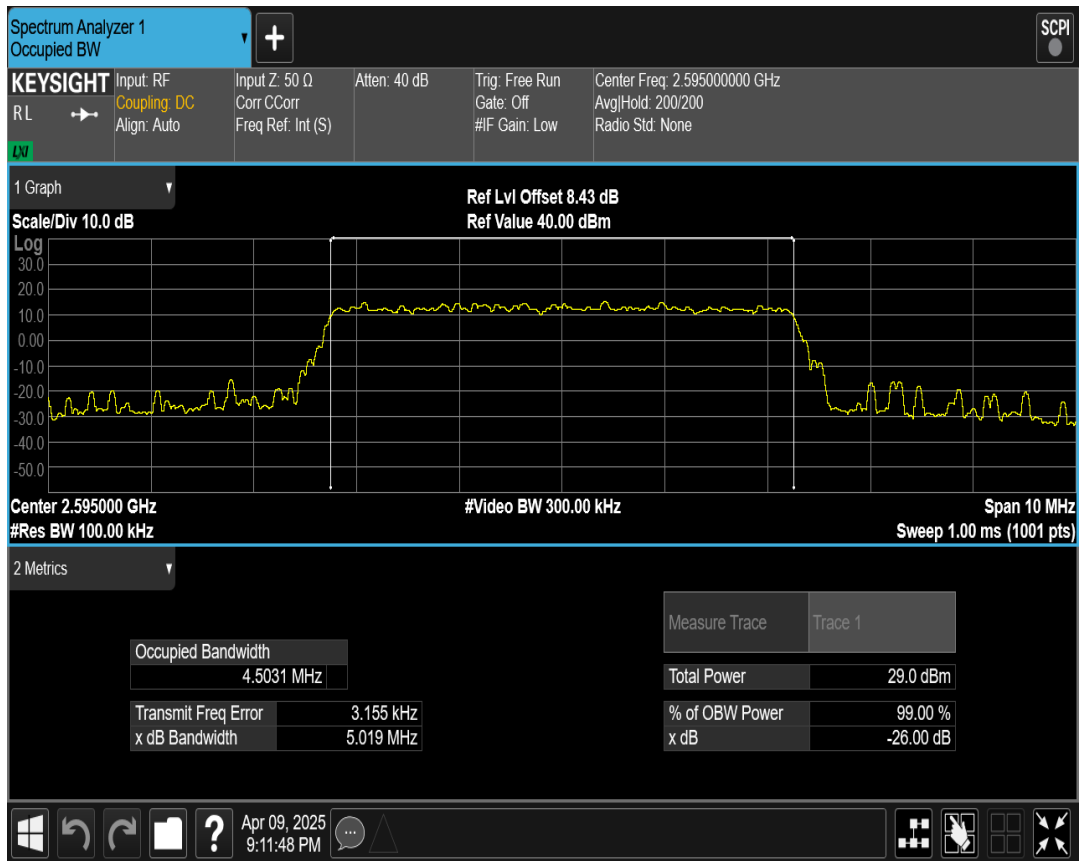 Spectrum Analyzer 1
Occupied BW
+
SCPI
KEYSIGHT
RL
LXI
Input: RF
Coupling: DC
Align: Auto
Input Z: 50 Ω
Corr CCorr
Freq Ref: Int (S)
Atten: 40 dB
Trig: Free Run
Gate: Off
#IF Gain: Low
Center Freq: 2.595000000 GHz
Avg|Hold: 200/200
Radio Std: None
1 Graph
Scale/Div 10.0 dB
Ref Lvl Offset 8.43 dB
Ref Value 40.00 dBm
Log
30.0
20.0
10.0
0.00
-10.0
-20.0
-30.0
-40.0
-50.0
Center 2.595000 GHz
#Res BW 100.00 kHz
#Video BW 300.00 kHz
Span 10 MHz
Sweep 1.00 ms (1001 pts)
2 Metrics
Measure Trace Trace 1
Occupied Bandwidth
4.5031 MHz
Total Power 29.0 dBm
Transmit Freq Error 3.155 kHz
% of OBW Power 99.00 %
x dB Bandwidth 5.019 MHz
x dB -26.00 dB
?
Apr 09, 2025
9:11:48 PM